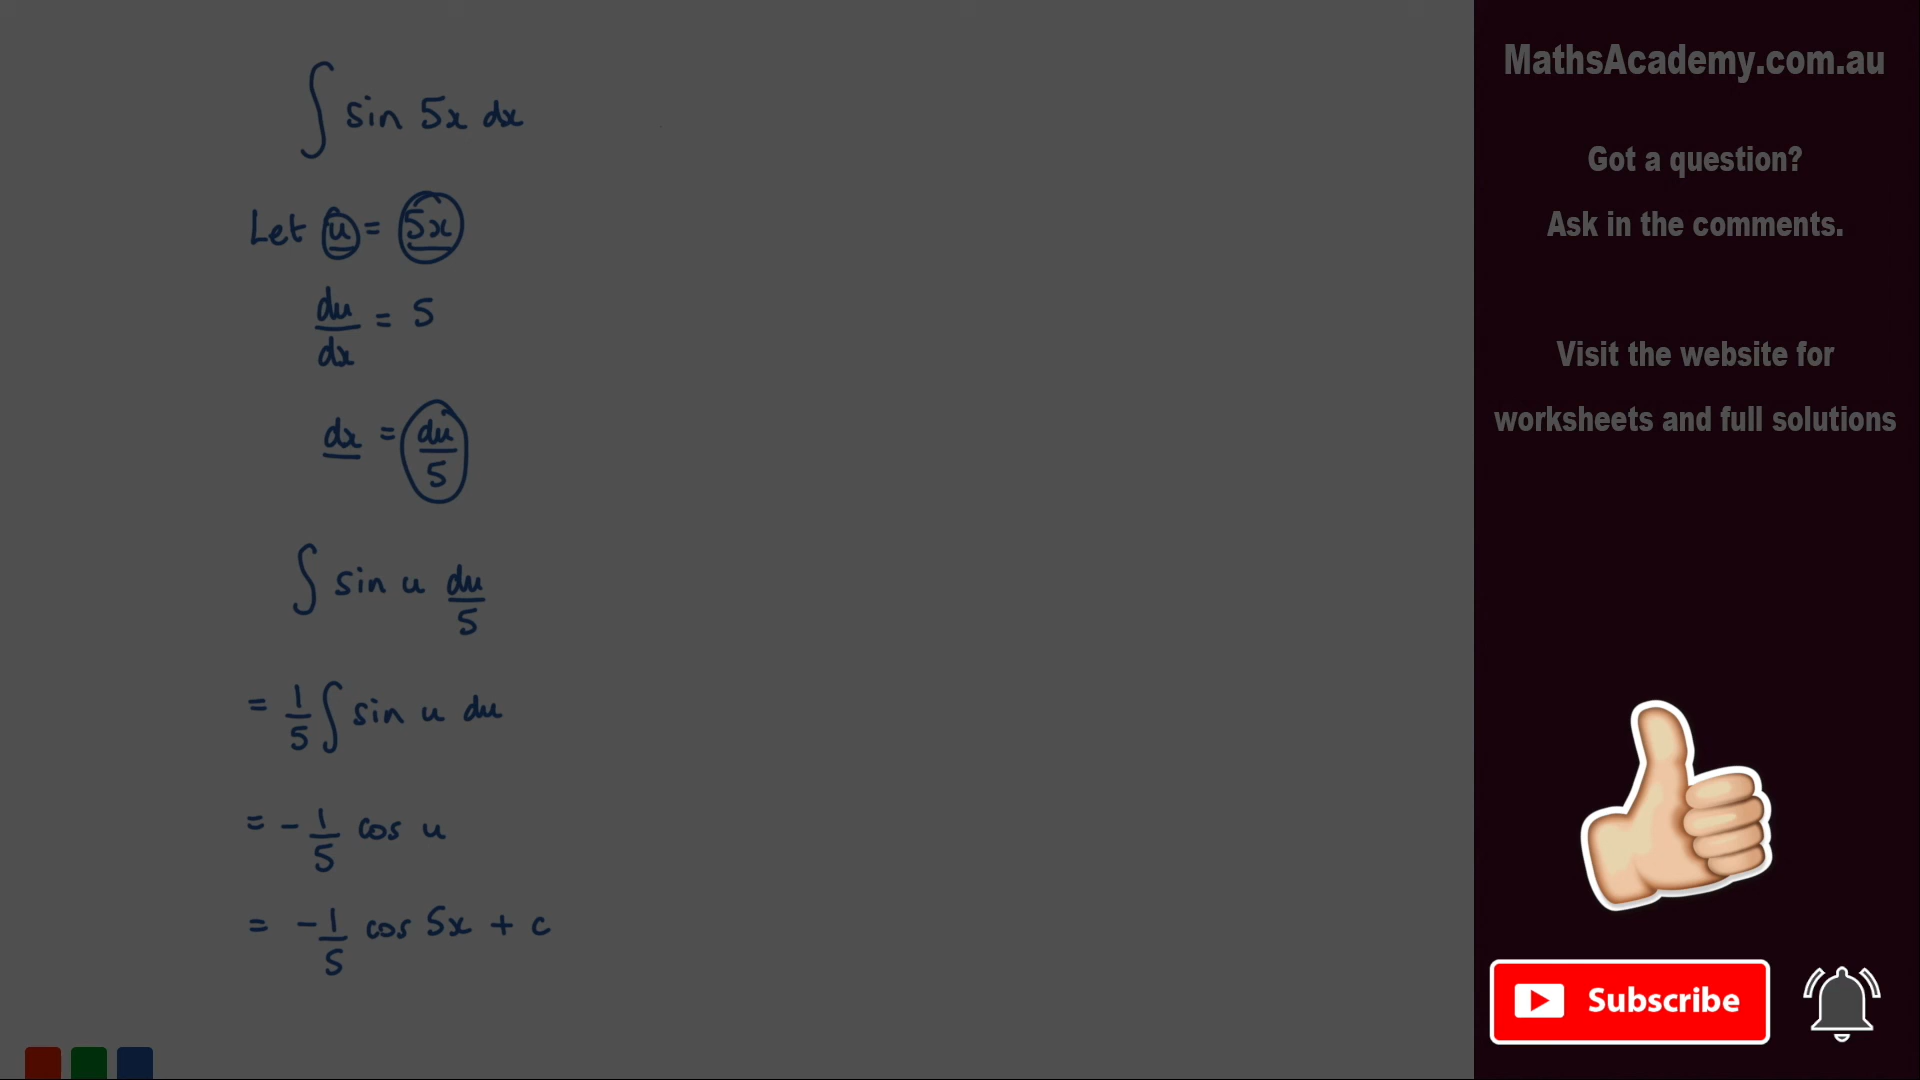 ∫ sin 5x dx
Let u = 5x
du/dx = 5
dx = du/5
∫ sin u du/5
= 1/5 ∫ sin u du
= - 1/5 cos u
= - 1/5 cos 5x + c
MathsAcademy.com.au
Got a question?
Ask in the comments.
Visit the website for
worksheets and full solutions
Subscribe